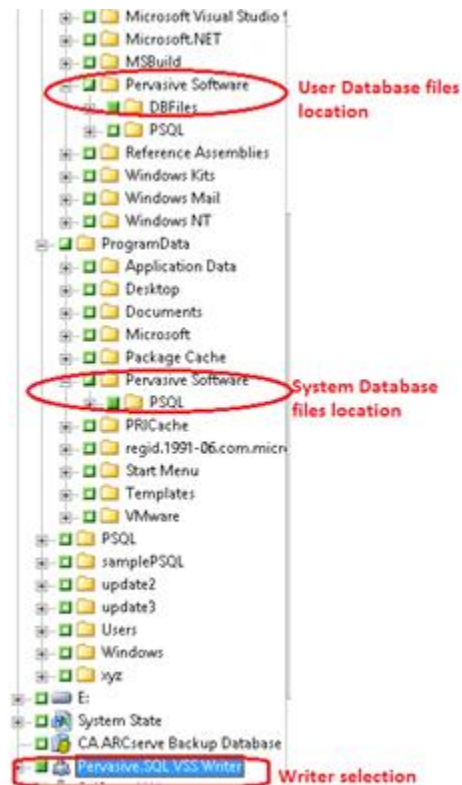 Microsoft Visual Studio
Microsoft.NET
MSBuild
Pervasive Software
User Database files
location
DBFiles
PSQL
Reference Assemblies
Windows Kits
Windows Mail
Windows NT
ProgramData
Application Data
Desktop
Documents
Microsoft
Package Cache
Pervasive Software
System Database
files location
PSQL
PRICache
regid.1991-06.com.micr
Start Menu
Templates
VMware
PSQL
samplePSQL
update2
update3
Users
Windows
xyz
E:
System State
CA ARCserve Backup Database
Pervasive.SQL VSS Writer
Writer selection